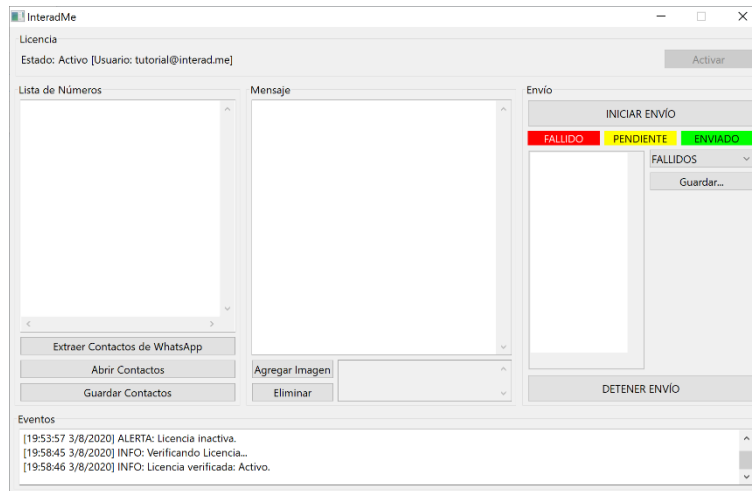 InteradMe
Licencia
Estado: Activo [Usuario: tutorial@interad.me]
Activar
Lista de Números
Mensaje
Envío
INICIAR ENVÍO
FALLIDO PENDIENTE ENVIADO
FALLIDOS
Guardar...
Extraer Contactos de WhatsApp
Abrir Contactos
Guardar Contactos
Agregar Imagen
Eliminar
DETENER ENVÍO
Eventos
[19:53:57 3/8/2020] ALERTA: Licencia inactiva.
[19:58:45 3/8/2020] INFO: Verificando Licencia...
[19:58:46 3/8/2020] INFO: Licencia verificada: Activo.